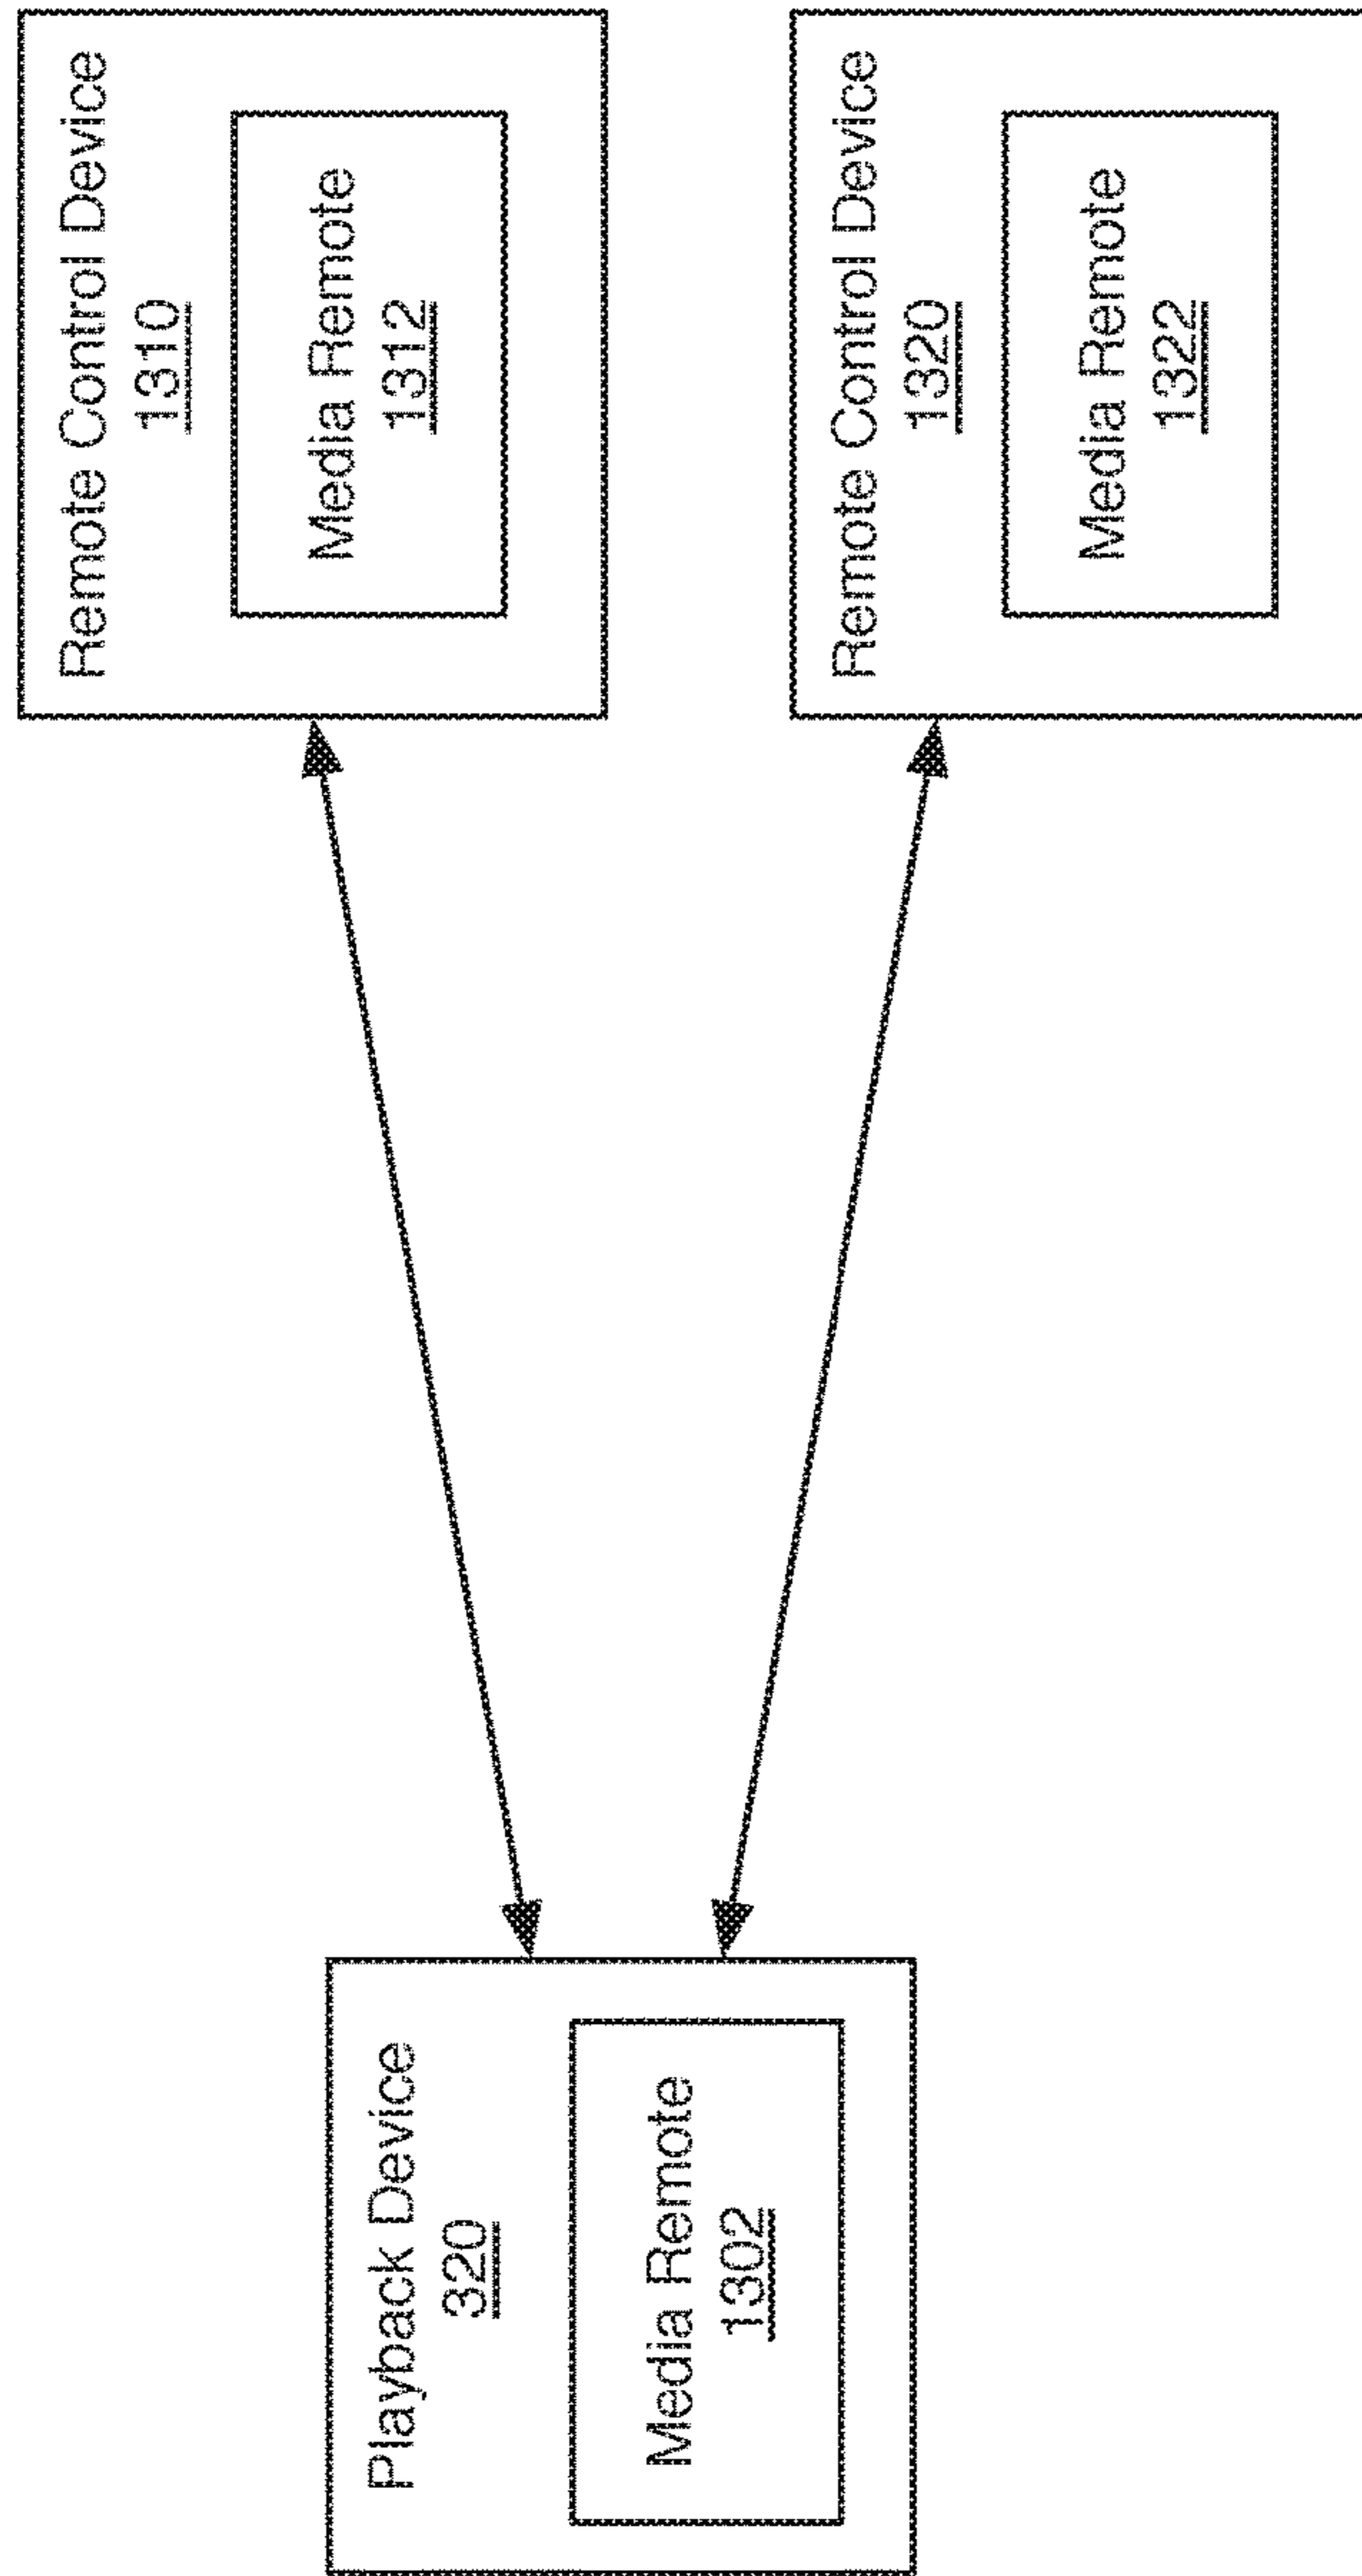 Playback Device
320
Media Remote
1302
Remote Control Device
1310
Media Remote
1312
Remote Control Device
1320
Media Remote
1322